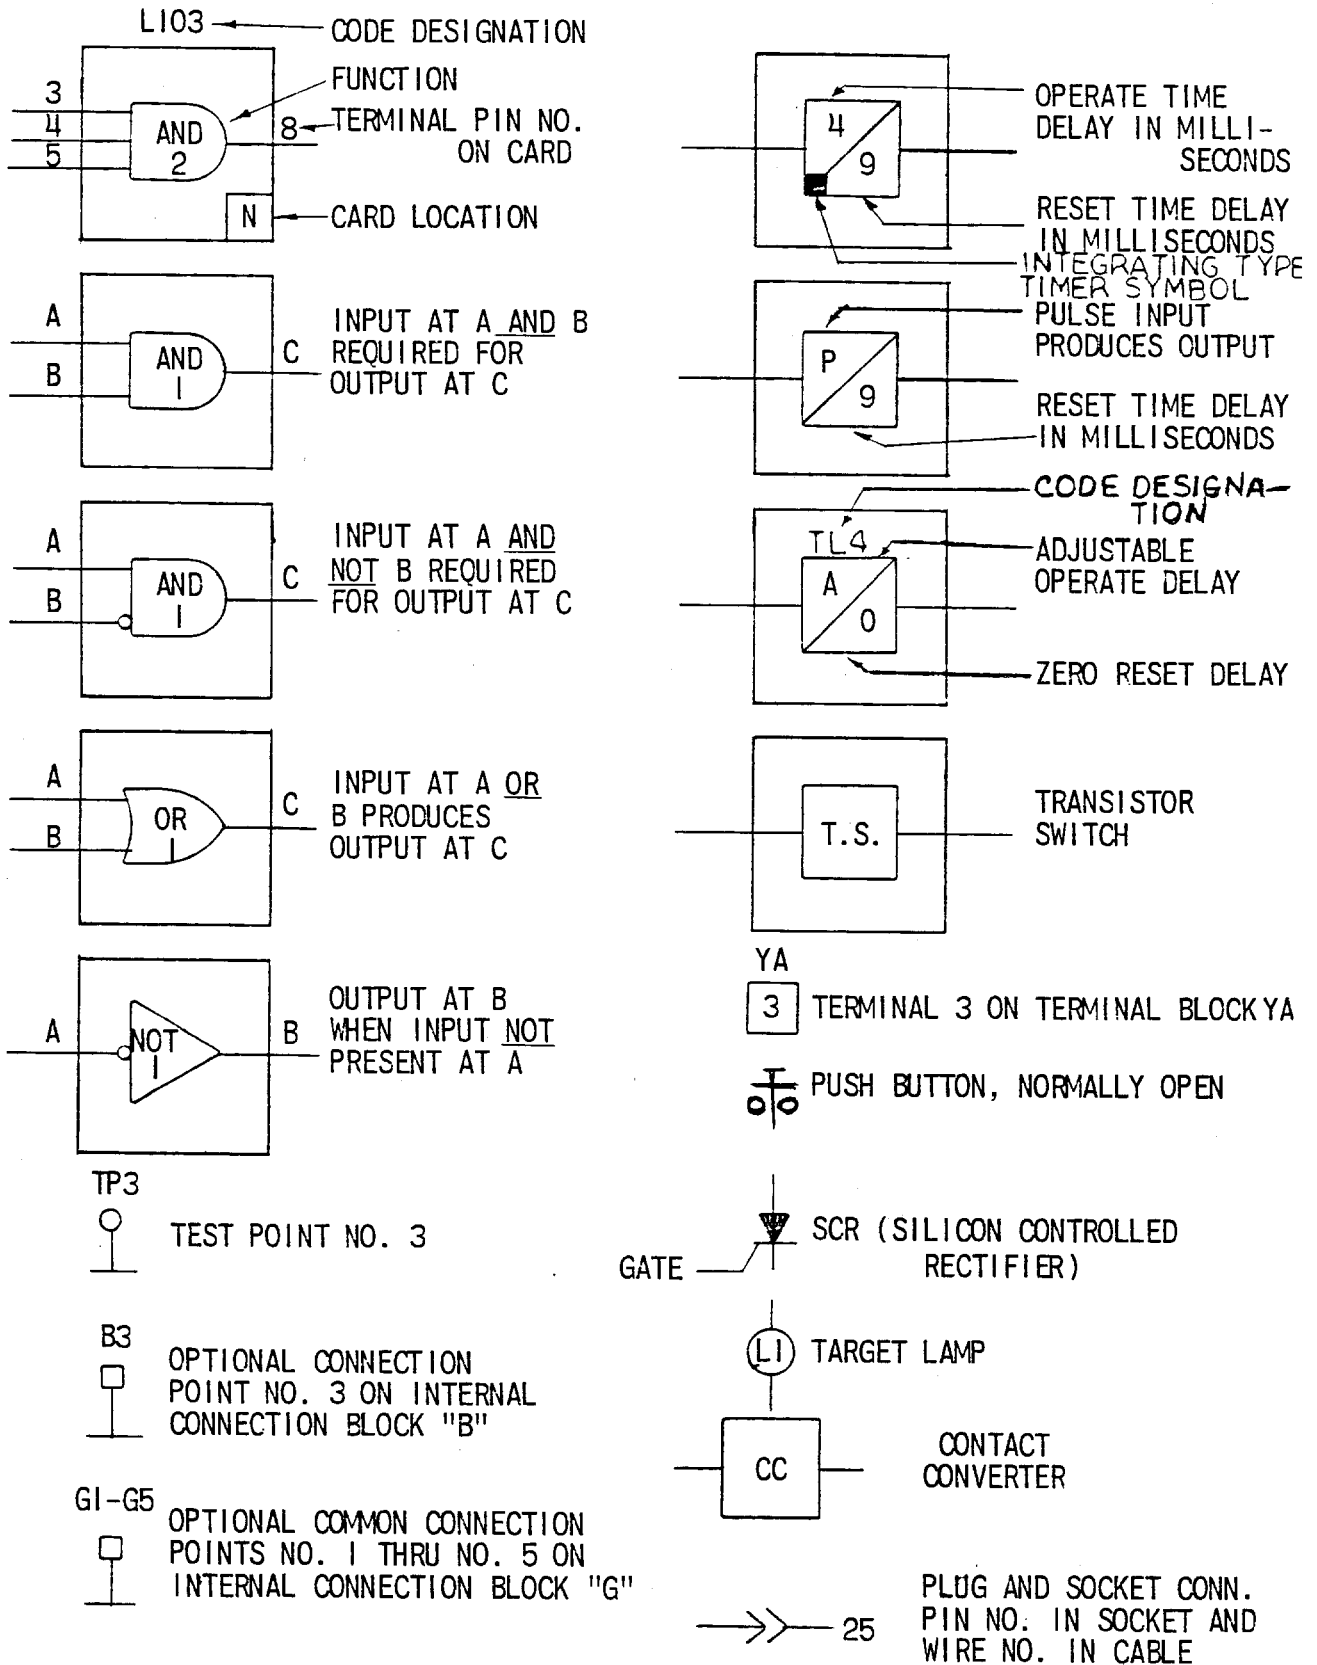 L103
CODE DESIGNATION
FUNCTION
3
4
5
AND
2
8
TERMINAL PIN NO.
ON CARD
N
CARD LOCATION
A
B
AND
1
C
INPUT AT A AND B
REQUIRED FOR
OUTPUT AT C
A
B
AND
1
C
INPUT AT A AND
NOT B REQUIRED
FOR OUTPUT AT C
A
B
OR
1
C
INPUT AT A OR
B PRODUCES
OUTPUT AT C
A
NOT
1
B
OUTPUT AT B
WHEN INPUT NOT
PRESENT AT A
TP3
TEST POINT NO. 3
B3
OPTIONAL CONNECTION
POINT NO. 3 ON INTERNAL
CONNECTION BLOCK "B"
G1-G5
OPTIONAL COMMON CONNECTION
POINTS NO. 1 THRU NO. 5 ON
INTERNAL CONNECTION BLOCK "G"
4
9
OPERATE TIME
DELAY IN MILLI-
SECONDS
RESET TIME DELAY
IN MILLISECONDS
INTEGRATING TYPE
TIMER SYMBOL
P
9
PULSE INPUT
PRODUCES OUTPUT
RESET TIME DELAY
IN MILLISECONDS
CODE DESIGNA-
TION
TL4
A
0
ADJUSTABLE
OPERATE DELAY
ZERO RESET DELAY
T.S.
TRANSISTOR
SWITCH
YA
3
TERMINAL 3 ON TERMINAL BLOCK YA
PUSH BUTTON, NORMALLY OPEN
SCR (SILICON CONTROLLED
RECTIFIER)
GATE
L1
TARGET LAMP
CC
CONTACT
CONVERTER
25
PLUG AND SOCKET CONN.
PIN NO. IN SOCKET AND
WIRE NO. IN CABLE